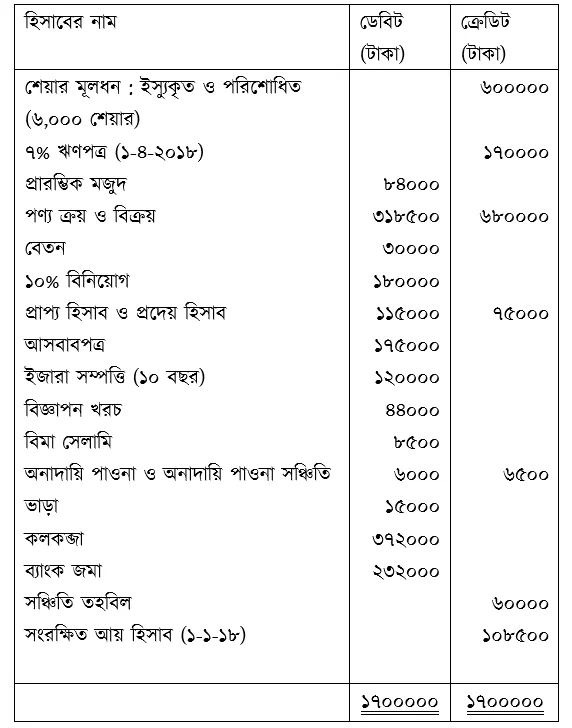 হিসাবের নাম ডেবিট (টাকা) ক্রেডিট (টাকা)
শেয়ার মূলধন : ইস্যুকৃত ও পরিশোধিত ৬০০০০০
(৬,০০০ শেয়ার)
৭% ঋণপত্র (১-৪-২০১৮) ১৭০০০০
প্রারম্ভিক মজুদ ৮৪০০০
পণ্য ক্রয় ও বিক্রয় ৩১৮৫০০ ৬৮০০০০
বেতন ৩০০০০
১০% বিনিয়োগ ১৮০০০০
প্রাপ্য হিসাব ও প্রদেয় হিসাব ১১৫০০০ ৭৫০০০
আসবাবপত্র ১৭৫০০০
ইজারা সম্পত্তি (১০ বছর) ১২০০০০
বিজ্ঞাপন খরচ ৪৪০০০
বিমা সেলামি ৮৫০০
অনাদায়ি পাওনা ও অনাদায়ি পাওনা সঞ্চিতি ৬০০০ ৬৫০০
ভাড়া ১৫০০০
কলকব্জা ৩৭২০০০
ব্যাংক জমা ২৩২০০০
সঞ্চিতি তহবিল ৬০০০০
সংরক্ষিত আয় হিসাব (১-১-১৮) ১০৮৫০০
১৭০০০০০ ১৭০০০০০